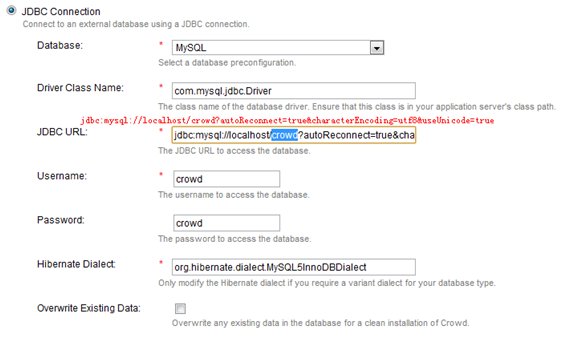 JDBC Connection
Connect to an external database using a JDBC connection.
Database: * MySQL
Select a database preconfiguration.
Driver Class Name: * com.mysql.jdbc.Driver
The class name of the database driver. Ensure that this class is in your application server's class path.
jdbc:mysql://localhost/crowd?autoReconnect=true&characterEncoding=utf8&useUnicode=true
JDBC URL: * jdbc:mysql://localhost/crowd?autoReconnect=true&cha
The JDBC URL to access the database.
Username: * crowd
The username to access the database.
Password: crowd
The password to access the database.
Hibernate Dialect: * org.hibernate.dialect.MySQL5InnoDBDialect
Only modify the Hibernate dialect if you require a variant dialect for your database type.
Overwrite Existing Data:
Overwrite any existing data in the database for a clean installation of Crowd.